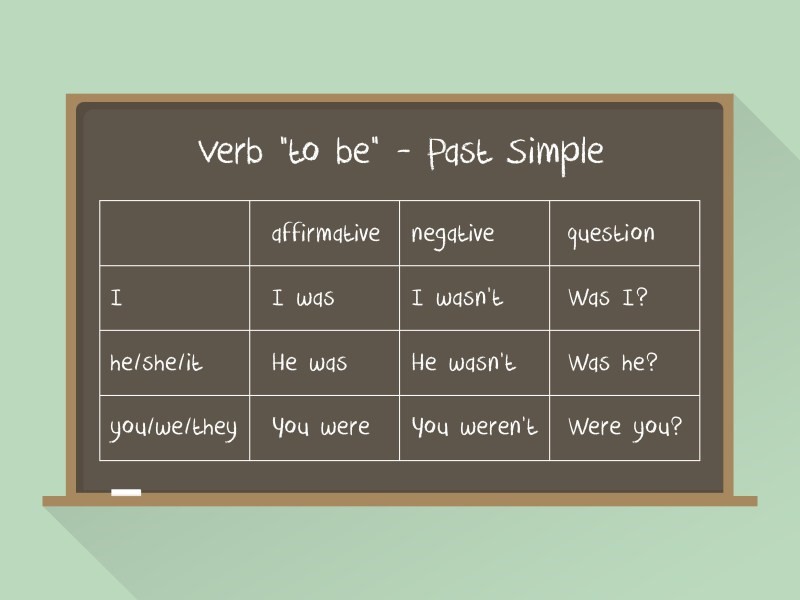 Verb "to be" - Past Simple
affirmative negative question
I I was I wasn't Was I?
he/she/it He was He wasn't Was he?
you/we/they You were You weren't Were you?